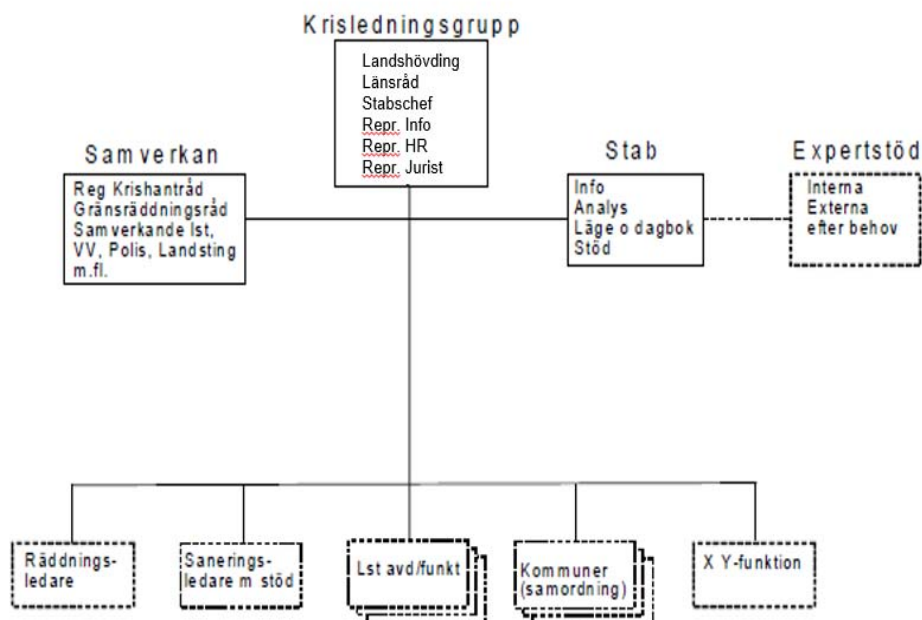 Krisledningsgrupp
Landshövding
Länsråd
Stabschef
Repr. Info
Repr. HR
Repr. Jurist
Samverkan
Reg Krishantråd
Gränsräddningsråd
Samverkande lst,
VV, Polis, Landsting
m.fl.
Stab
Info
Analys
Läge o dagbok
Stöd
Expertstöd
Interna
Externa
efter behov
Räddnings-
ledare
Sanerings-
ledare m stöd
Lst avd/funkt
Kommuner
(samordning)
X Y-funktion